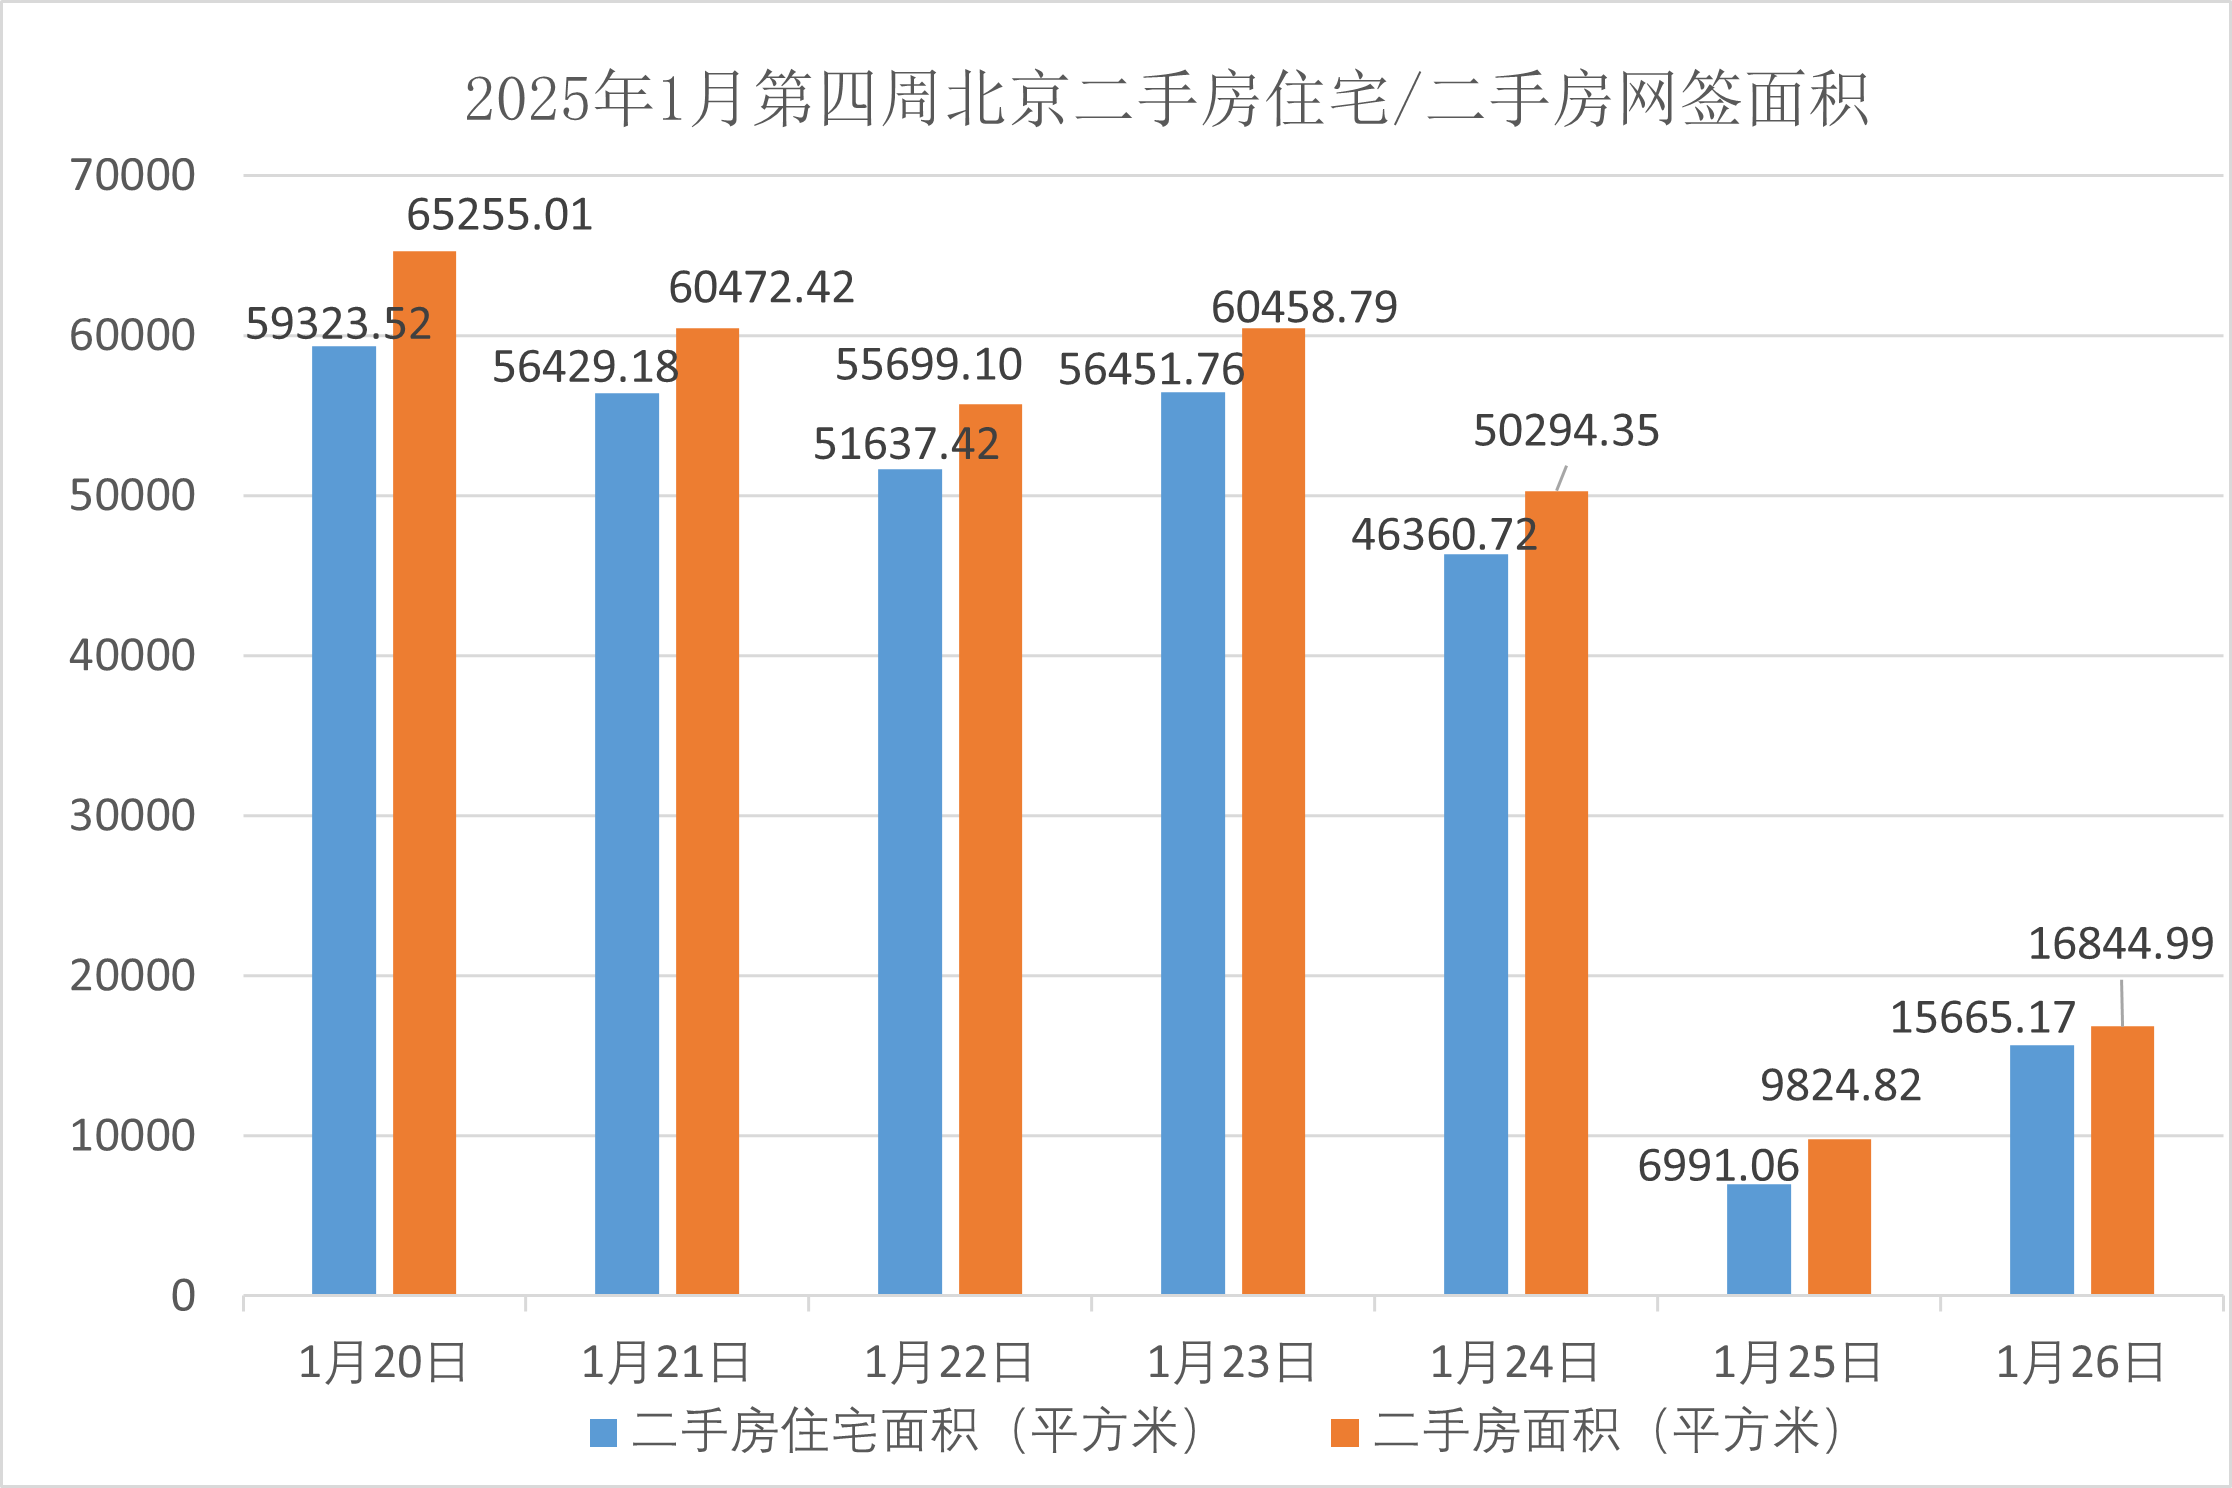 2025年1月第四周北京二手房住宅/二手房网签面积
70000
60000
50000
40000
30000
20000
10000
0
59323.52
65255.01
56429.18
60472.42
51637.42
55699.10
56451.76
60458.79
46360.72
50294.35
6991.06
9824.82
15665.17
16844.99
1月20日
1月21日
1月22日
1月23日
1月24日
1月25日
1月26日
二手房住宅面积（平方米）
二手房面积（平方米）